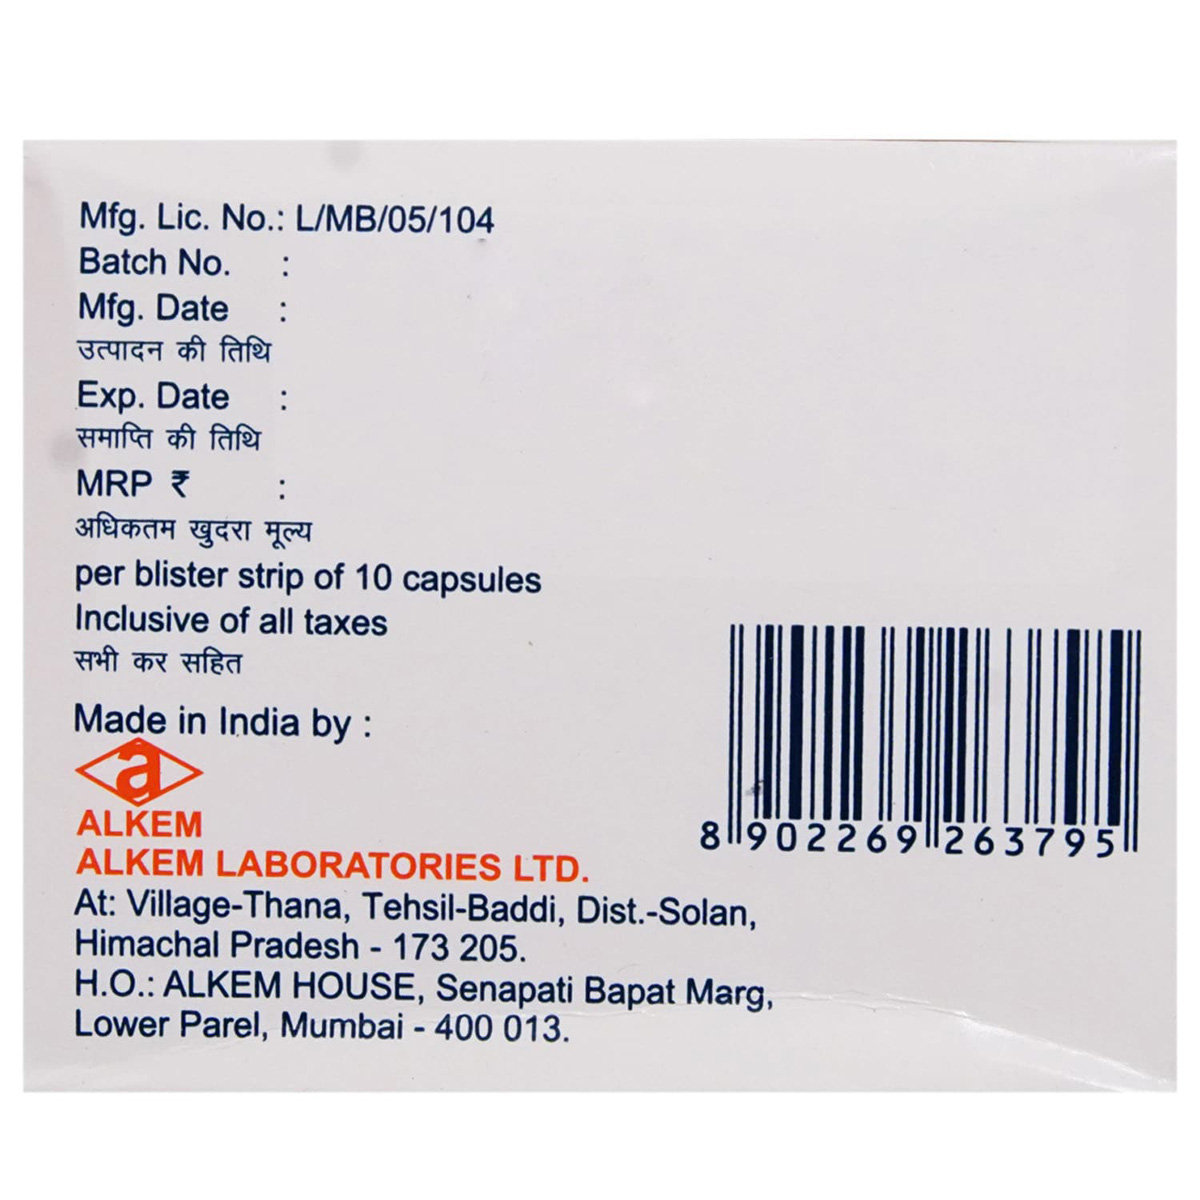 Mfg. Lic. No.: L/MB/05/104
Batch No. :
Mfg. Date :
उत्पादन की तिथि
Exp. Date :
समाप्ति की तिथि
MRP ₹ :
अधिकतम खुदरा मूल्य
per blister strip of 10 capsules
Inclusive of all taxes
सभी कर सहित
Made in India by :
a
ALKEM
ALKEM LABORATORIES LTD.
At: Village-Thana, Tehsil-Baddi, Dist.-Solan,
Himachal Pradesh - 173 205.
H.O.: ALKEM HOUSE, Senapati Bapat Marg,
Lower Parel, Mumbai - 400 013.
8 902269 263795